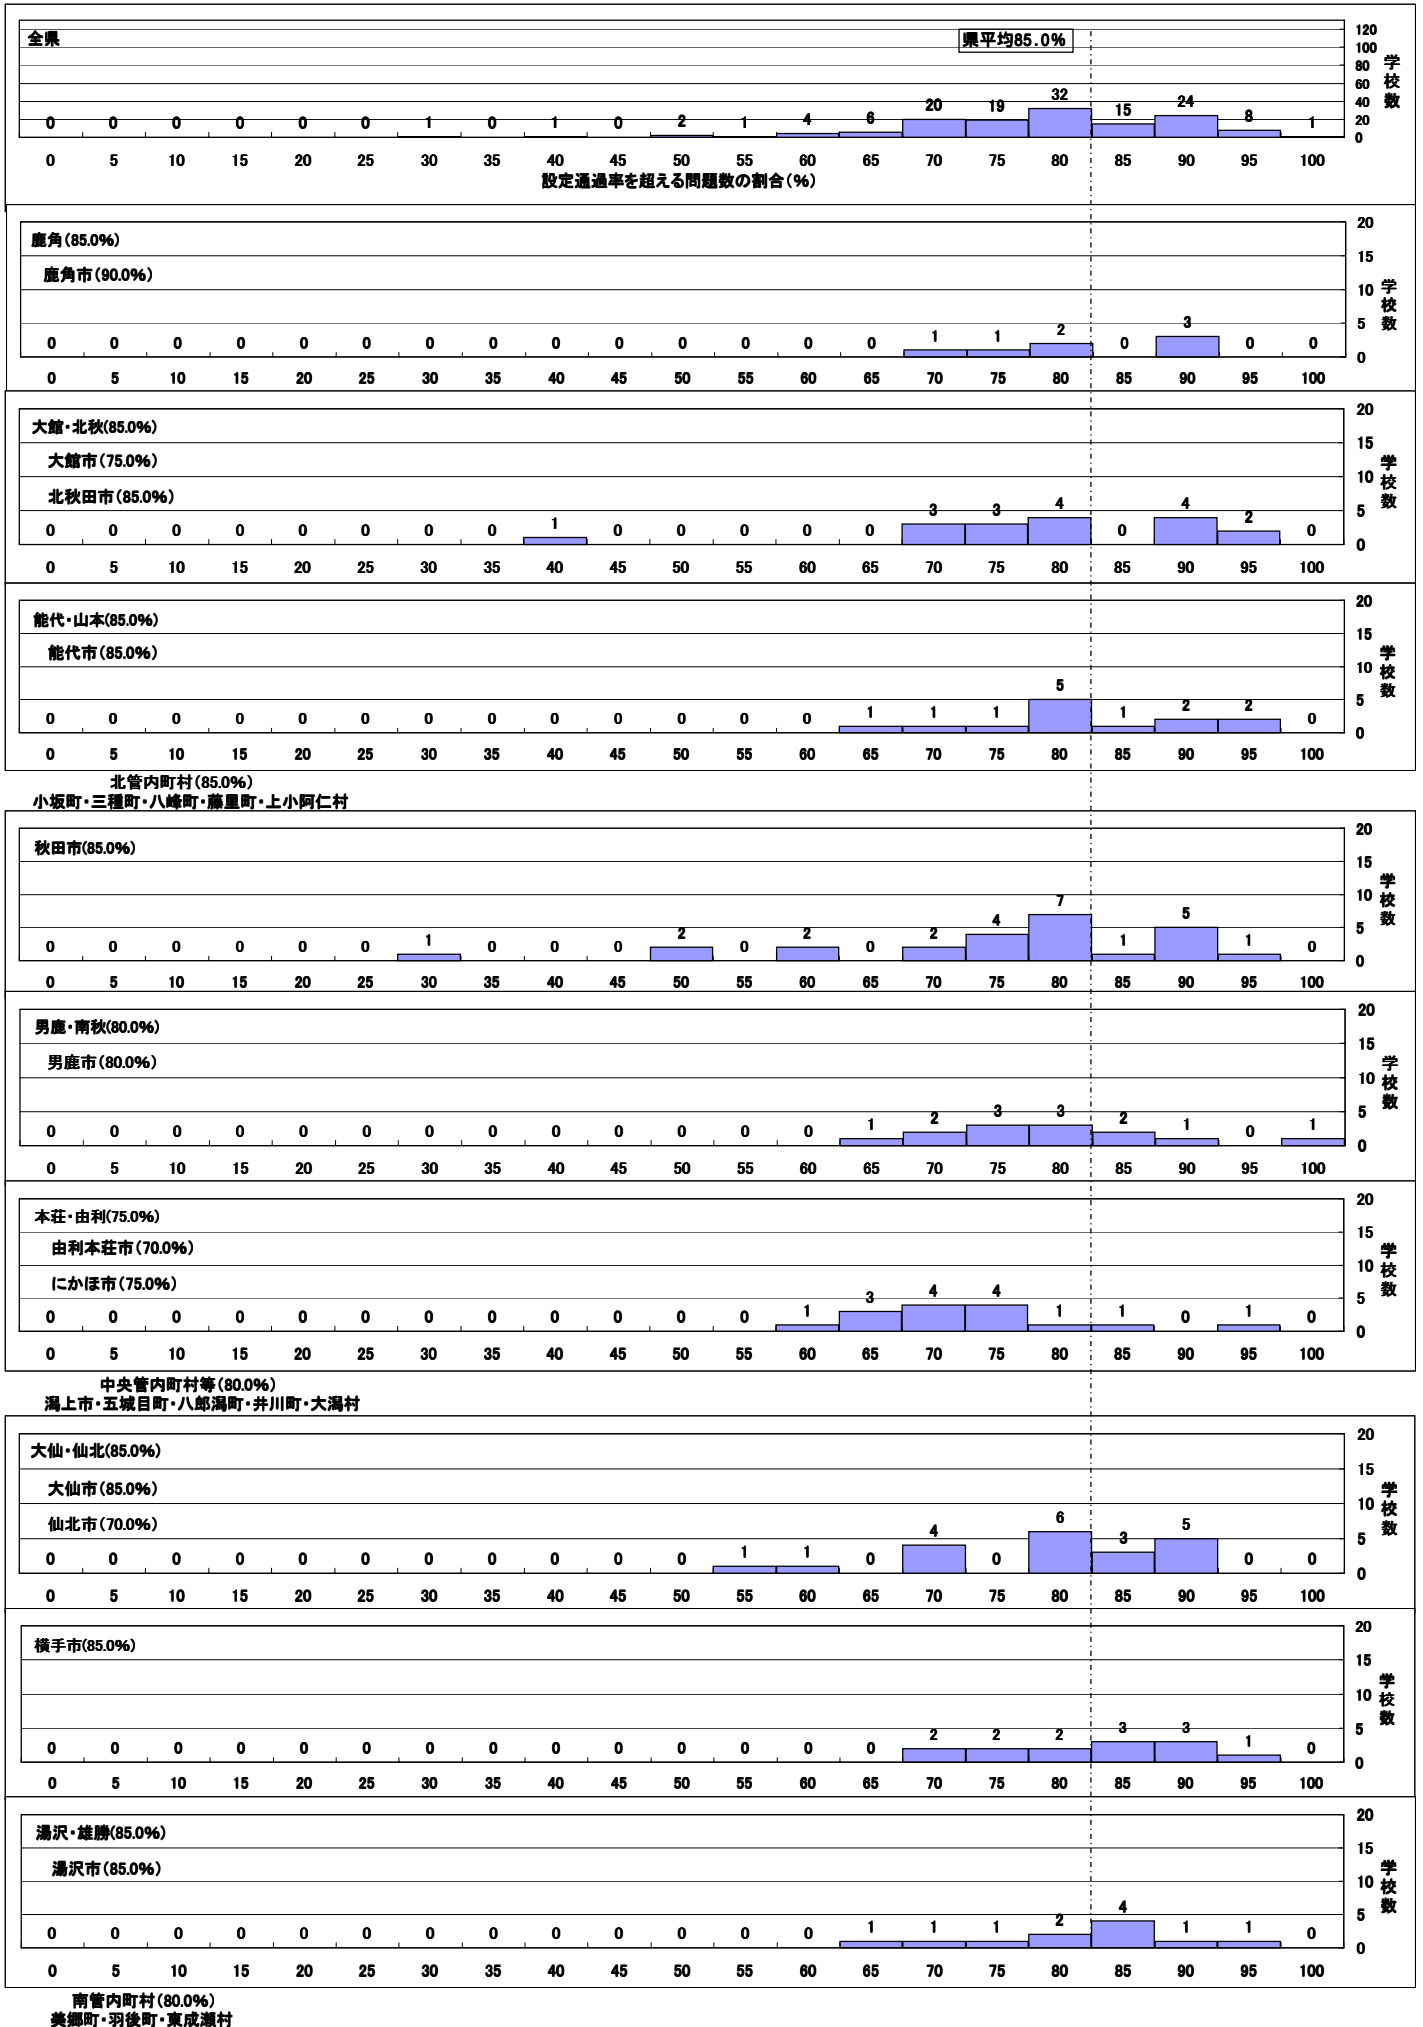 全県
県平均85.0%
120
100
80
60
40
20
0
学校数
0 0 0 0 0 0 1 0 1 0 2 1 4 6 20 19 32 15 24 8 1
0 5 10 15 20 25 30 35 40 45 50 55 60 65 70 75 80 85 90 95 100
設定通過率を超える問題数の割合(%)
鹿角(85.0%)
鹿角市(90.0%)
20
15
10
5
0
学校数
0 0 0 0 0 0 0 0 0 0 0 0 0 0 1 1 2 0 3 0 0
0 5 10 15 20 25 30 35 40 45 50 55 60 65 70 75 80 85 90 95 100
大館・北秋(85.0%)
大館市(75.0%)
北秋田市(85.0%)
20
15
10
5
0
学校数
0 0 0 0 0 0 0 0 1 0 0 0 0 0 3 3 4 0 4 2 0
0 5 10 15 20 25 30 35 40 45 50 55 60 65 70 75 80 85 90 95 100
能代・山本(85.0%)
能代市(85.0%)
20
15
10
5
0
学校数
0 0 0 0 0 0 0 0 0 0 0 0 0 1 1 1 5 1 2 2 0
0 5 10 15 20 25 30 35 40 45 50 55 60 65 70 75 80 85 90 95 100
北管内町村(85.0%)
小坂町・三種町・八峰町・藤里町・上小阿仁村
秋田市(85.0%)
20
15
10
5
0
学校数
0 0 0 0 0 0 1 0 0 0 2 0 2 0 2 4 7 1 5 1 0
0 5 10 15 20 25 30 35 40 45 50 55 60 65 70 75 80 85 90 95 100
男鹿・南秋(80.0%)
男鹿市(80.0%)
20
15
10
5
0
学校数
0 0 0 0 0 0 0 0 0 0 0 0 0 1 2 3 3 2 1 0 1
0 5 10 15 20 25 30 35 40 45 50 55 60 65 70 75 80 85 90 95 100
本荘・由利(75.0%)
由利本荘市(70.0%)
にかほ市(75.0%)
20
15
10
5
0
学校数
0 0 0 0 0 0 0 0 0 0 0 0 1 3 4 4 1 1 0 1 0
0 5 10 15 20 25 30 35 40 45 50 55 60 65 70 75 80 85 90 95 100
中央管内町村等(80.0%)
潟上市・五城目町・八郎潟町・井川町・大潟村
大仙・仙北(85.0%)
大仙市(85.0%)
仙北市(70.0%)
20
15
10
5
0
学校数
0 0 0 0 0 0 0 0 0 0 0 1 1 0 4 0 6 3 5 0 0
0 5 10 15 20 25 30 35 40 45 50 55 60 65 70 75 80 85 90 95 100
横手市(85.0%)
20
15
10
5
0
学校数
0 0 0 0 0 0 0 0 0 0 0 0 0 0 2 2 2 3 3 1 0
0 5 10 15 20 25 30 35 40 45 50 55 60 65 70 75 80 85 90 95 100
湯沢・雄勝(85.0%)
湯沢市(85.0%)
20
15
10
5
0
学校数
0 0 0 0 0 0 0 0 0 0 0 0 0 1 1 1 2 4 1 1 0
0 5 10 15 20 25 30 35 40 45 50 55 60 65 70 75 80 85 90 95 100
南管内町村(80.0%)
美郷町・羽後町・東成瀬村